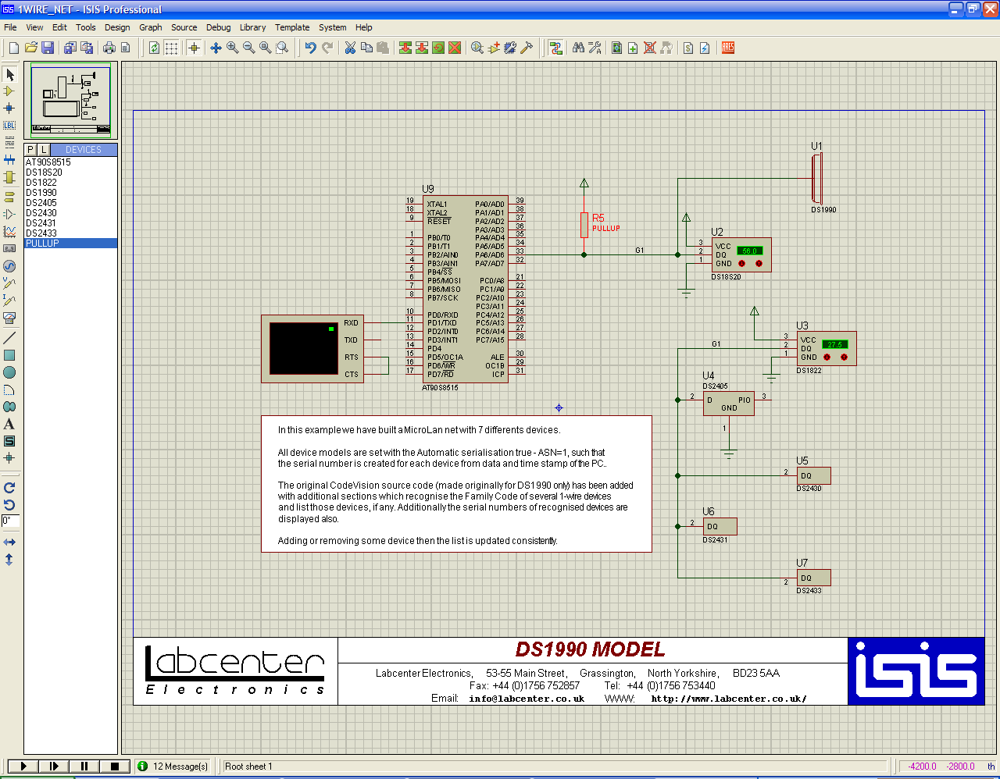 1WIRE_NET - ISIS Professional
File View Edit Tools Design Graph Source Debug Library Template System Help
LBL
ARES
P L DEVICES
AT90S8515
DS18S20
DS1822
DS1990
DS2405
DS2430
DS2431
DS2433
PULLUP
0°
U9
19 XTAL1 PA0/AD0 39
18 XTAL2 PA1/AD1 38
9 RESET PA2/AD2 37
PA3/AD3 36
1 PB0/T0 PA4/AD4 35
2 PB1/T1 PA5/AD5 34
3 PB2/AIN0 PA6/AD6 33
4 PB3/AIN1 PA7/AD7 32
5 PB4/SS
6 PB5/MOSI PC0/A8 21
7 PB6/MISO PC1/A9 22
8 PB7/SCK PC2/A10 23
PC3/A11 24
10 PD0/RXD PC4/A12 25
11 PD1/TXD PC5/A13 26
12 PD2/INT0 PC6/A14 27
13 PD3/INT1 PC7/A15 28
14 PD4
15 PD5/OC1A ALE 30
16 PD6/WR OC1B 29
17 PD7/RD ICP 31
AT90S8515
RXD
TXD
RTS
CTS
R5
PULLUP
G1
U1
DS1990
U2
3 VCC
2 DQ
1 GND
56.0
DS18S20
U3
3 VCC
2 DQ
1 GND
27.5
DS1822
G1
U4
DS2405
2 D PIO 3
GND
1
U5
2 DQ
DS2430
U6
2 DQ
DS2431
U7
2 DQ
DS2433
In this example we have built a MicroLan net with 7 differents devices.
All device models are set with the Automatic serialisation true - ASN=1, such that
the serial number is created for each device from data and time stamp of the PC..
The original CodeVision source code (made originally for DS1990 only) has been added
with additional sections which recognise the Family Code of several 1-wire devices
and list those devices, if any. Additionally the serial numbers of recognised devices are
displayed also.
Adding or removing some device then the list is updated consistently.
Labcenter
Electronics
DS1990 MODEL
Labcenter Electronics, 53-55 Main Street, Grassington, North Yorkshire, BD23 5AA
Fax: +44 (0)1756 752857 Tel: +44 (0)1756 753440
Email: info@labcenter.co.uk WWW: http://www.labcenter.co.uk/
isis
12 Message(s) Root sheet 1 -4200.0 -2800.0 th